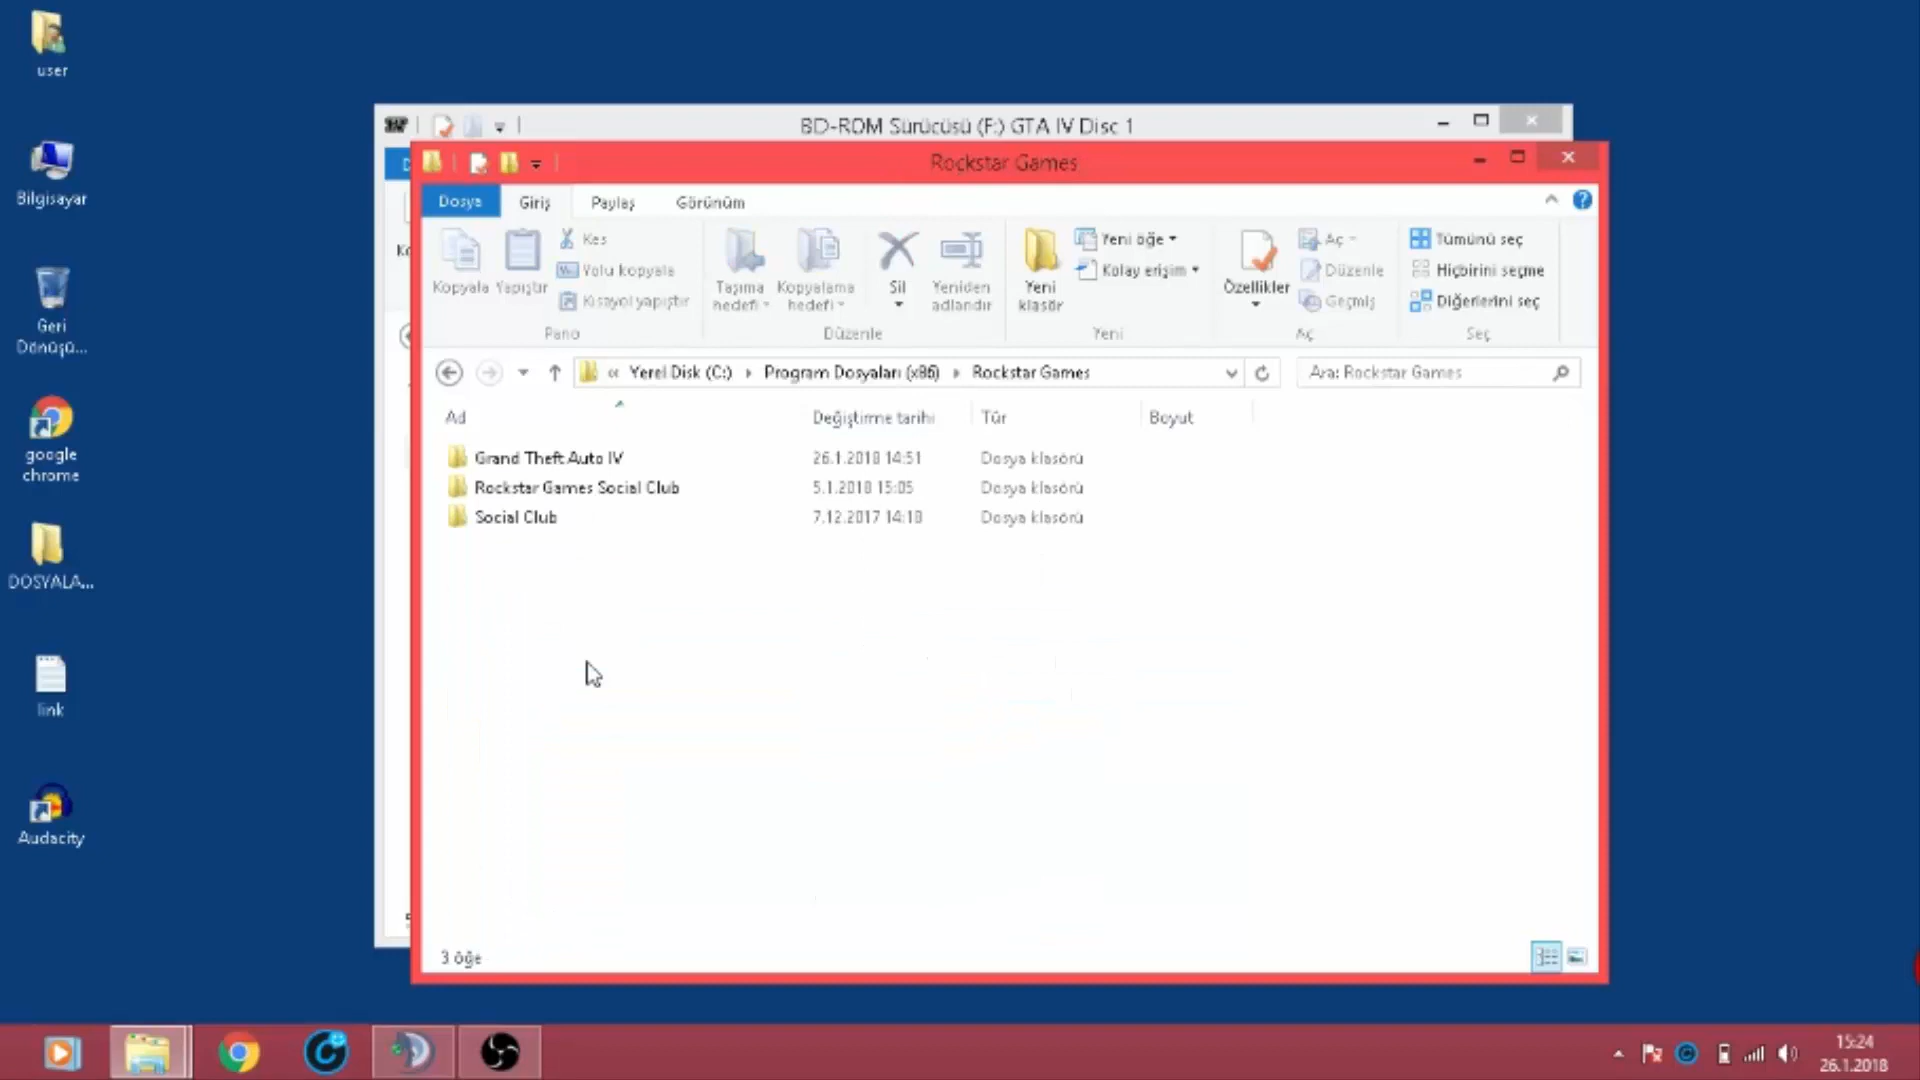 user
Bilgisayar
Geri
Dönüşü...
google
chrome
DOSYALA...
link
Audacity
BD-ROM Sürücüsü (F:) GTA IV Disc 1
Rockstar Games
Dosya Giriş Paylaş Görünüm
Kopyala Yapıştır
Kes
Yolu kopyala
Kısayol yapıştır
Pano
Taşıma
hedefi
Kopyalama
hedefi
Sil
Yeniden
adlandır
Düzenle
Yeni
klasör
Yeni öğe
Kolay erişim
Yeni
Özellikler
Aç
Düzenle
Geçmiş
Aç
Tümünü seç
Hiçbirini seçme
Diğerlerini seç
Seç
« Yerel Disk (C:) Program Dosyaları (x86) Rockstar Games
Ara: Rockstar Games
Ad Değiştirme tarihi Tür Boyut
Grand Theft Auto IV 26.1.2018 14:51 Dosya klasörü
Rockstar Games Social Club 5.1.2018 15:05 Dosya klasörü
Social Club 7.12.2017 14:18 Dosya klasörü
3 öğe
15:24
26.1.2018